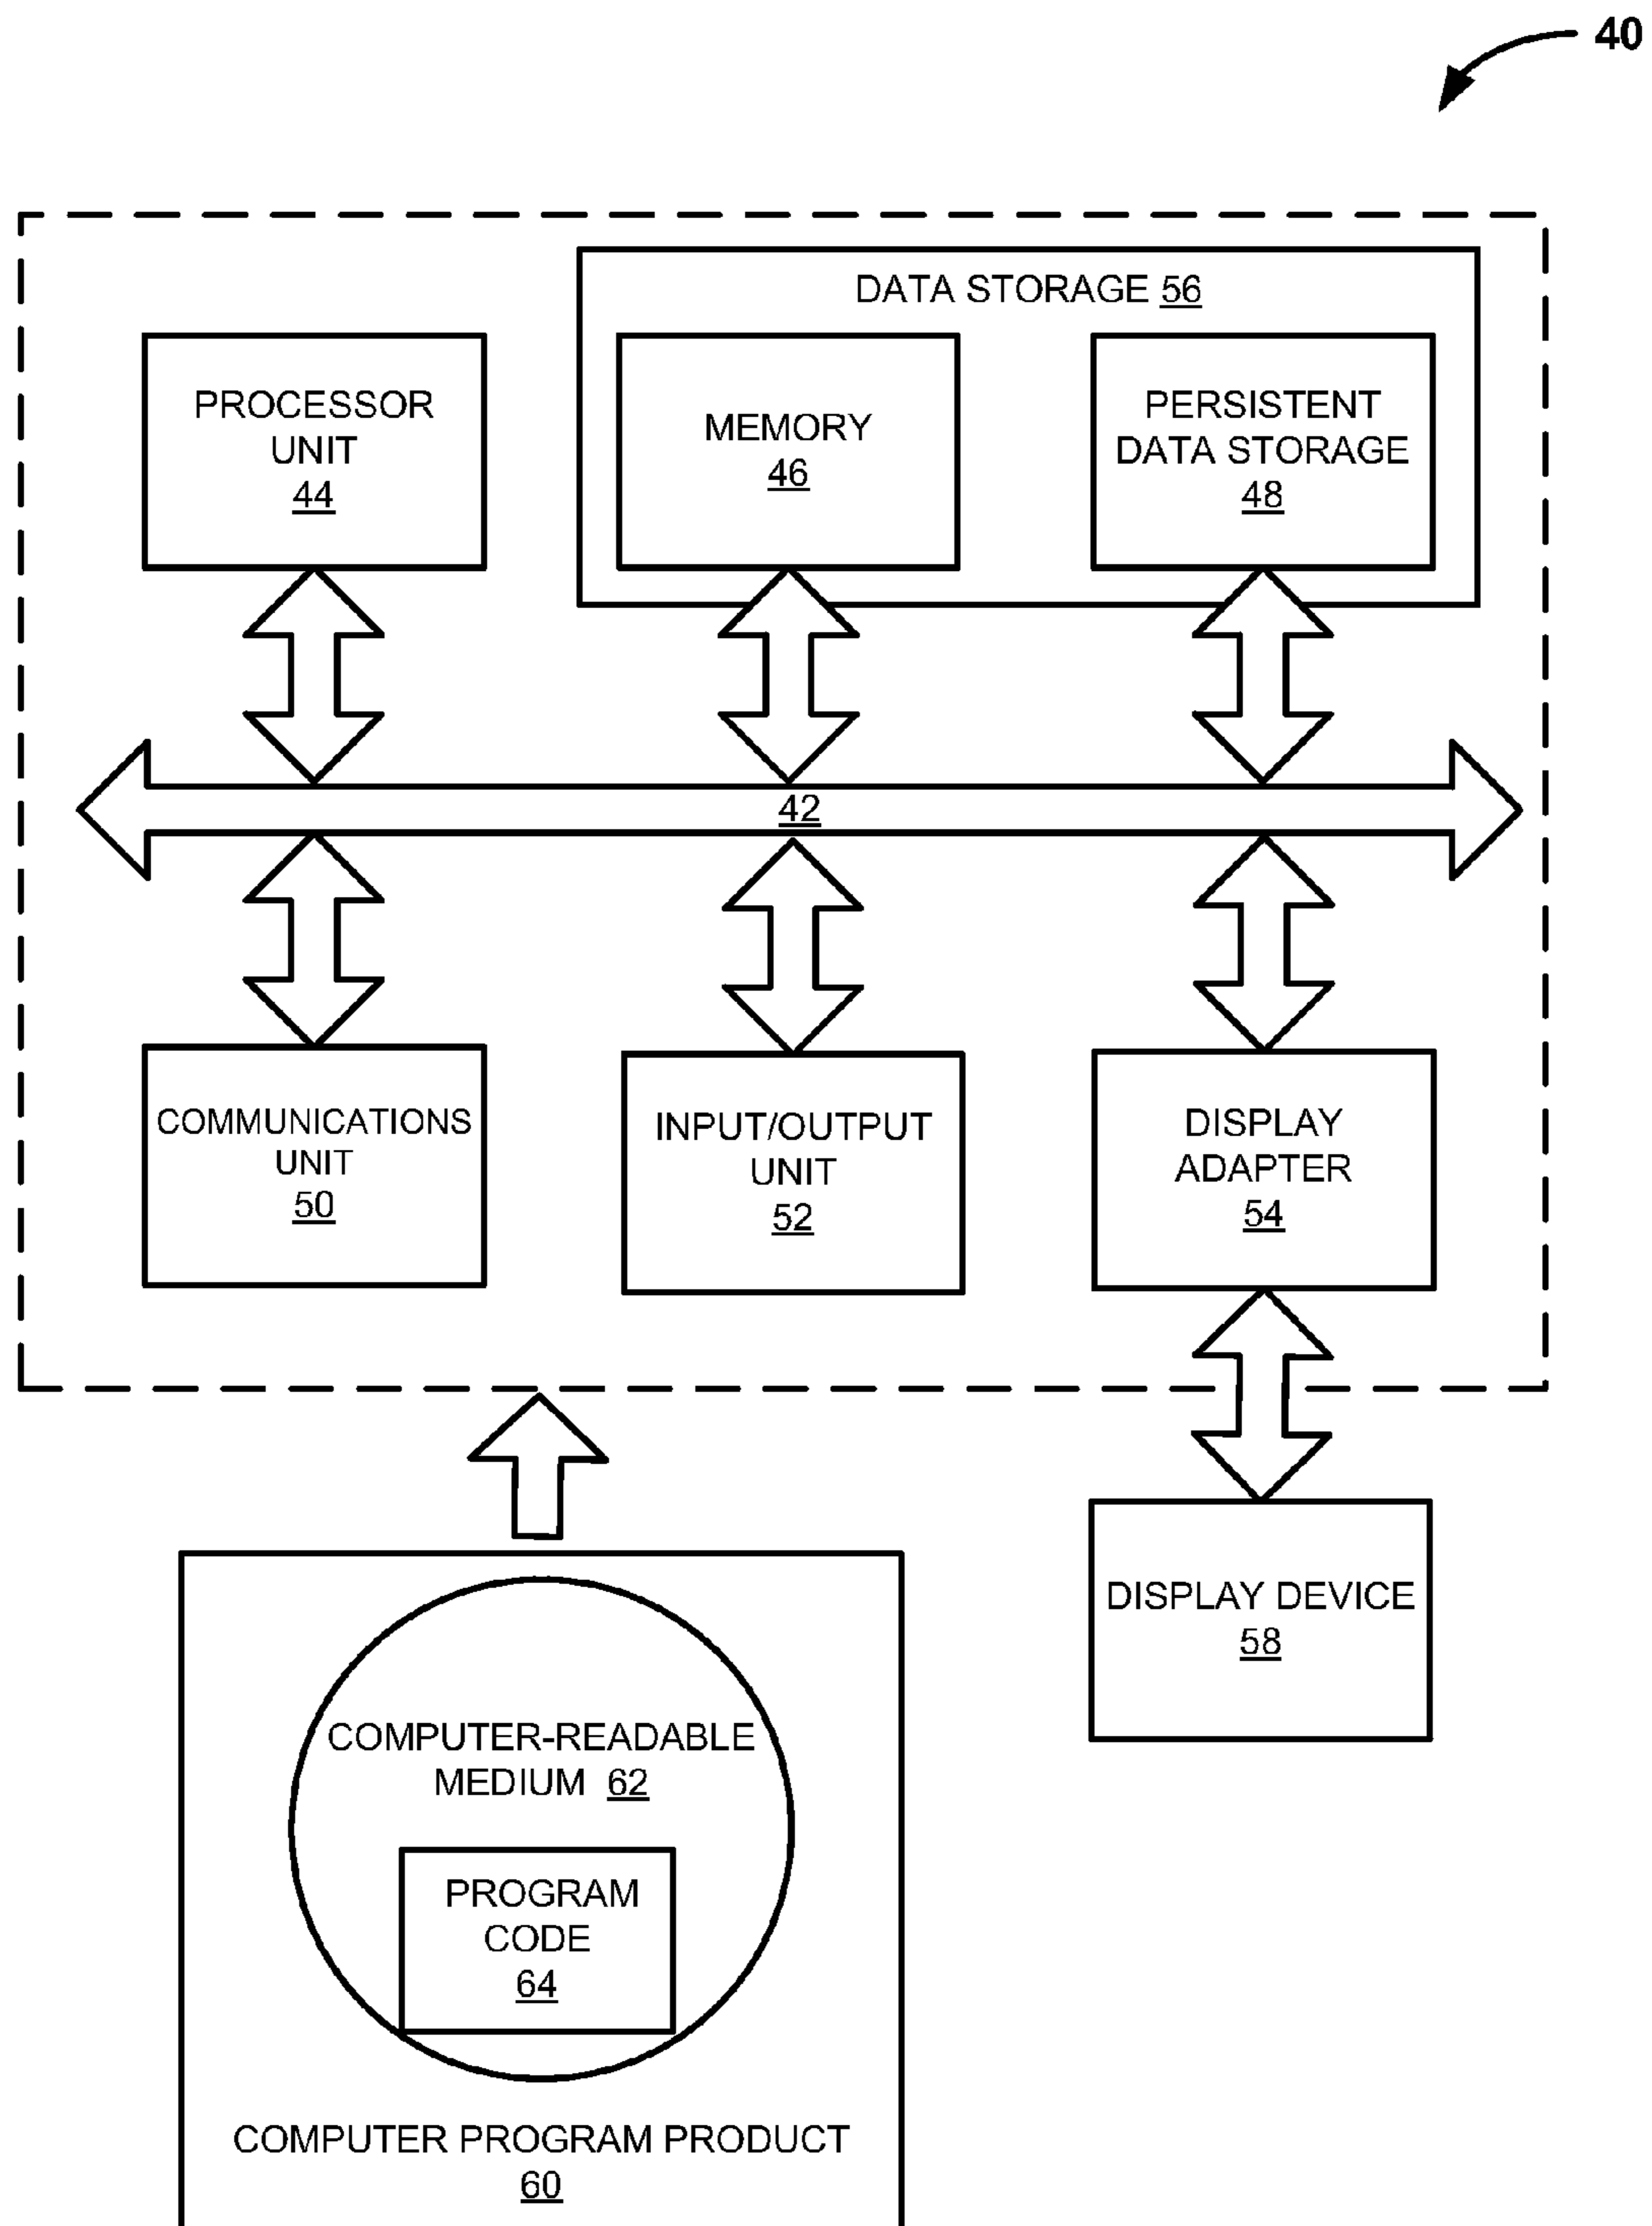 40
DATA STORAGE 56
PROCESSOR
UNIT
44
MEMORY
46
PERSISTENT
DATA STORAGE
48
42
COMMUNICATIONS
UNIT
50
INPUT/OUTPUT
UNIT
52
DISPLAY
ADAPTER
54
DISPLAY DEVICE
58
COMPUTER-READABLE
MEDIUM 62
PROGRAM
CODE
64
COMPUTER PROGRAM PRODUCT
60